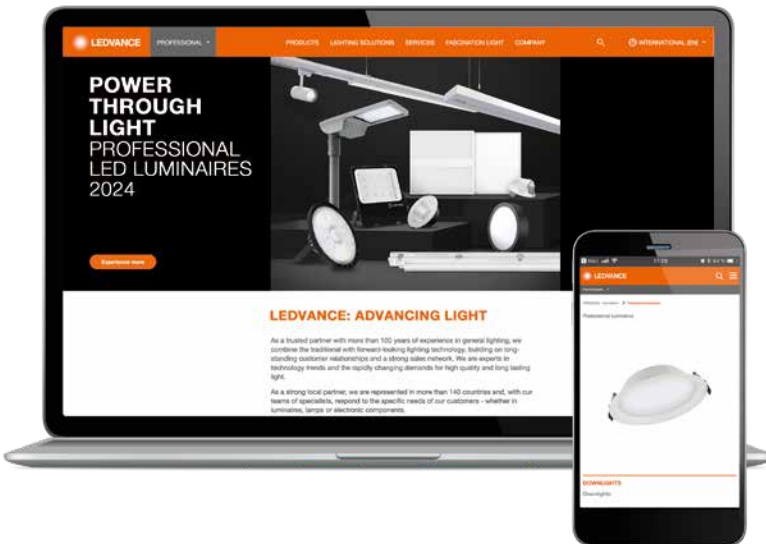 LEDVANCE
PROFESSIONAL
PRODUCTS LIGHTING SOLUTIONS SERVICES FASCINATION LIGHT COMPANY
INTERNATIONAL (EN)
POWER
THROUGH
LIGHT
PROFESSIONAL
LED LUMINAIRES
2024
Experience more
LEDVANCE: ADVANCING LIGHT
As a trusted partner with more than 100 years of experience in general lighting, we
combine the traditional with forward-looking lighting technology, building on long-
standing customer relationships and a strong sales network. We are experts in
technology trends and the rapidly changing demands for high quality and long lasting
light.
As a strong local partner, we are represented in more than 140 countries and, with our
teams of specialists, respond to the specific needs of our customers - whether in
luminaires, lamps or electronic components.
LEDVANCE
Professional Luminaires
DOWNLIGHTS
Downlights